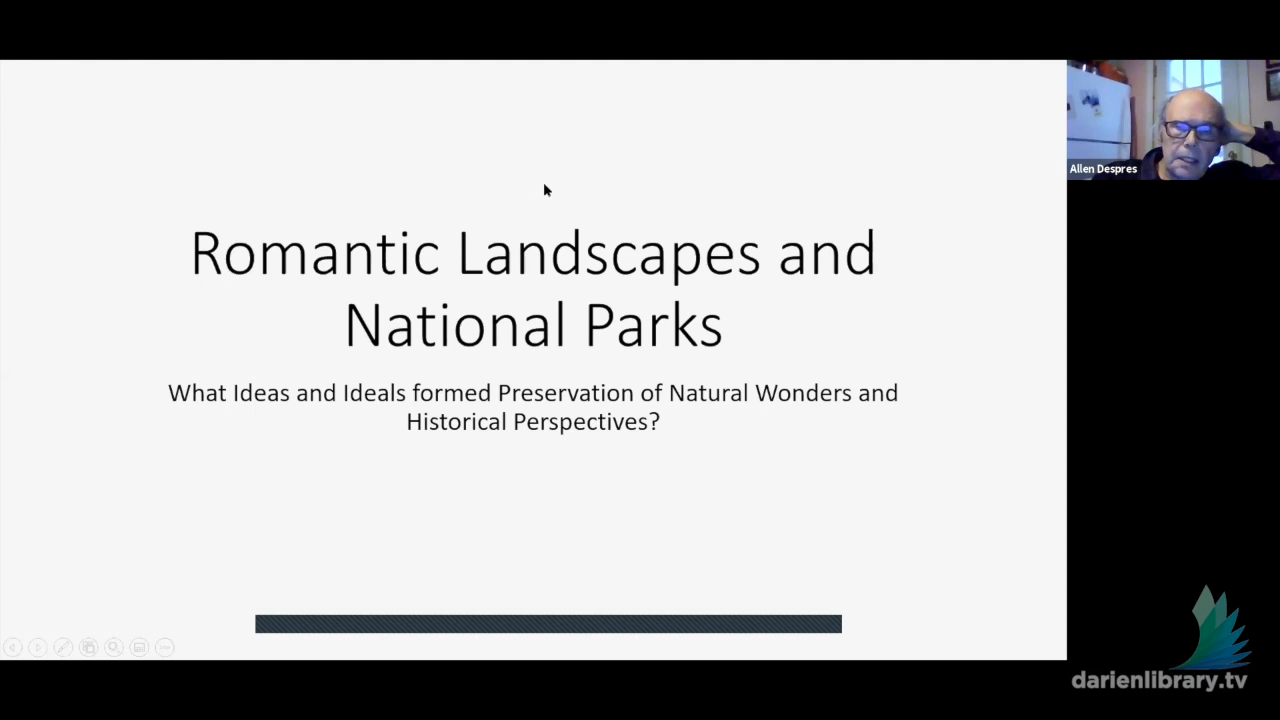 Romantic Landscapes and
National Parks
What Ideas and Ideals formed Preservation of Natural Wonders and
Historical Perspectives?
Allen Despres
darienlibrary.tv